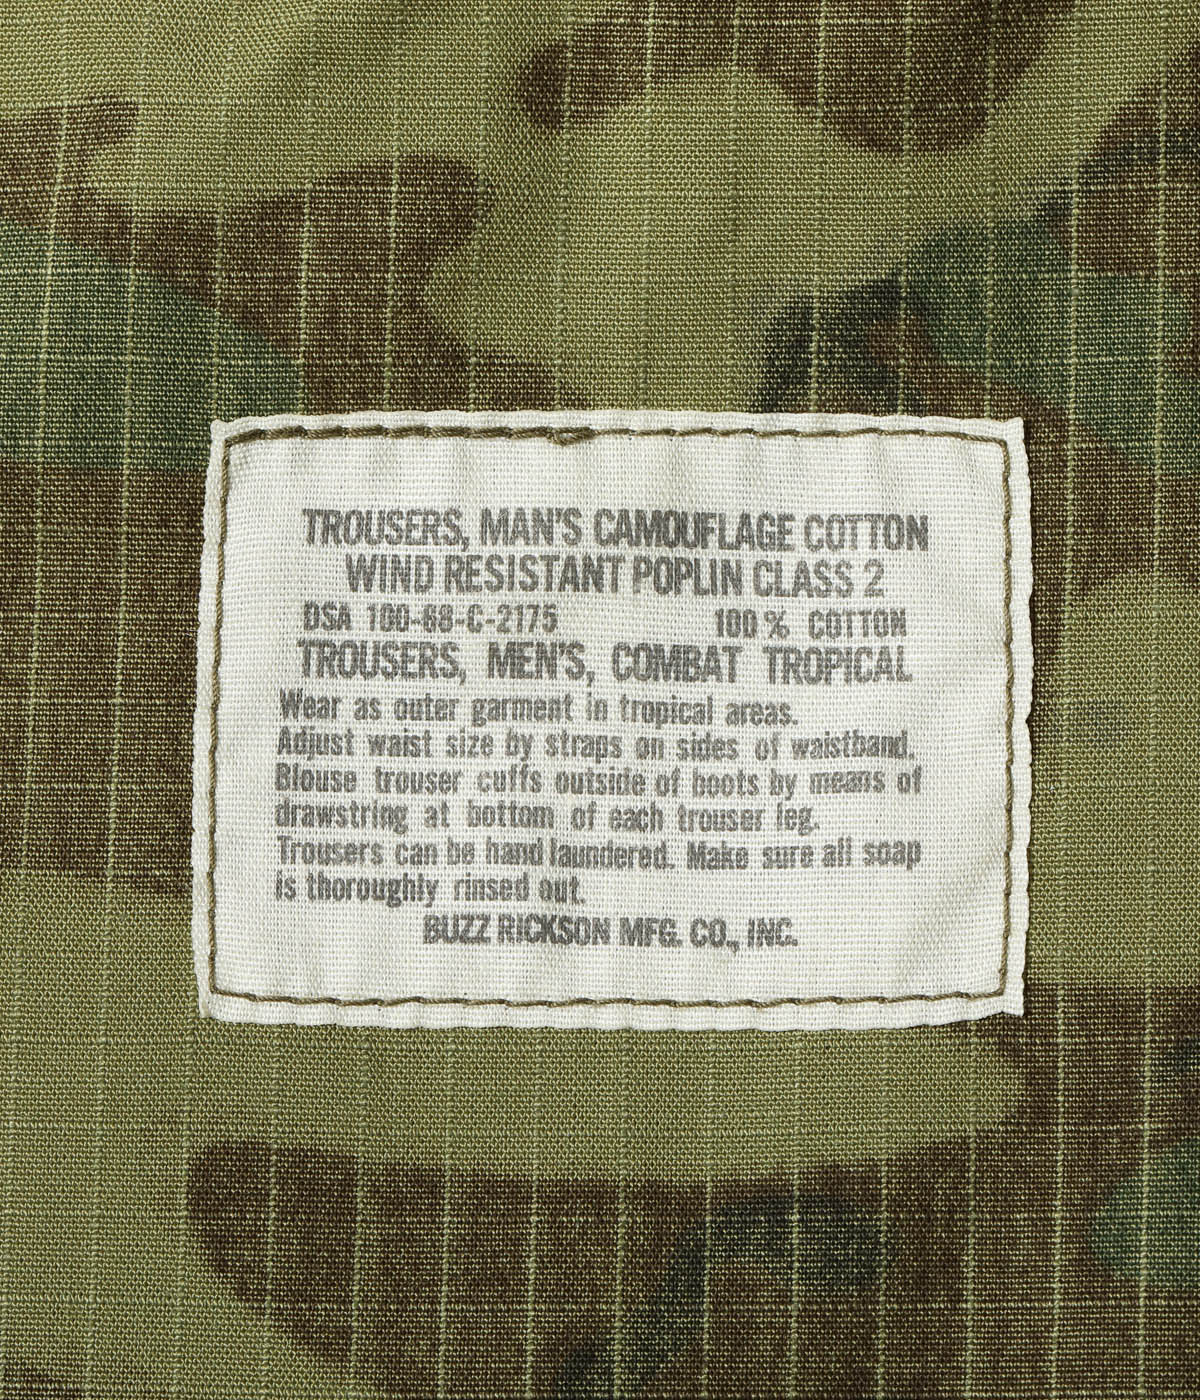 TROUSERS, MAN'S CAMOUFLAGE COTTON
WIND RESISTANT POPLIN CLASS 2
DSA 100-68-C-2175 100% COTTON
TROUSERS, MEN'S, COMBAT TROPICAL
Wear as outer garment in tropical areas.
Adjust waist size by straps on sides of waistband.
Blouse trouser cuffs outside of boots by means of
drawstring at bottom of each trouser leg.
Trousers can be hand laundered. Make sure all soap
is thoroughly rinsed out.
BUZZ RICKSON MFG. CO., INC.